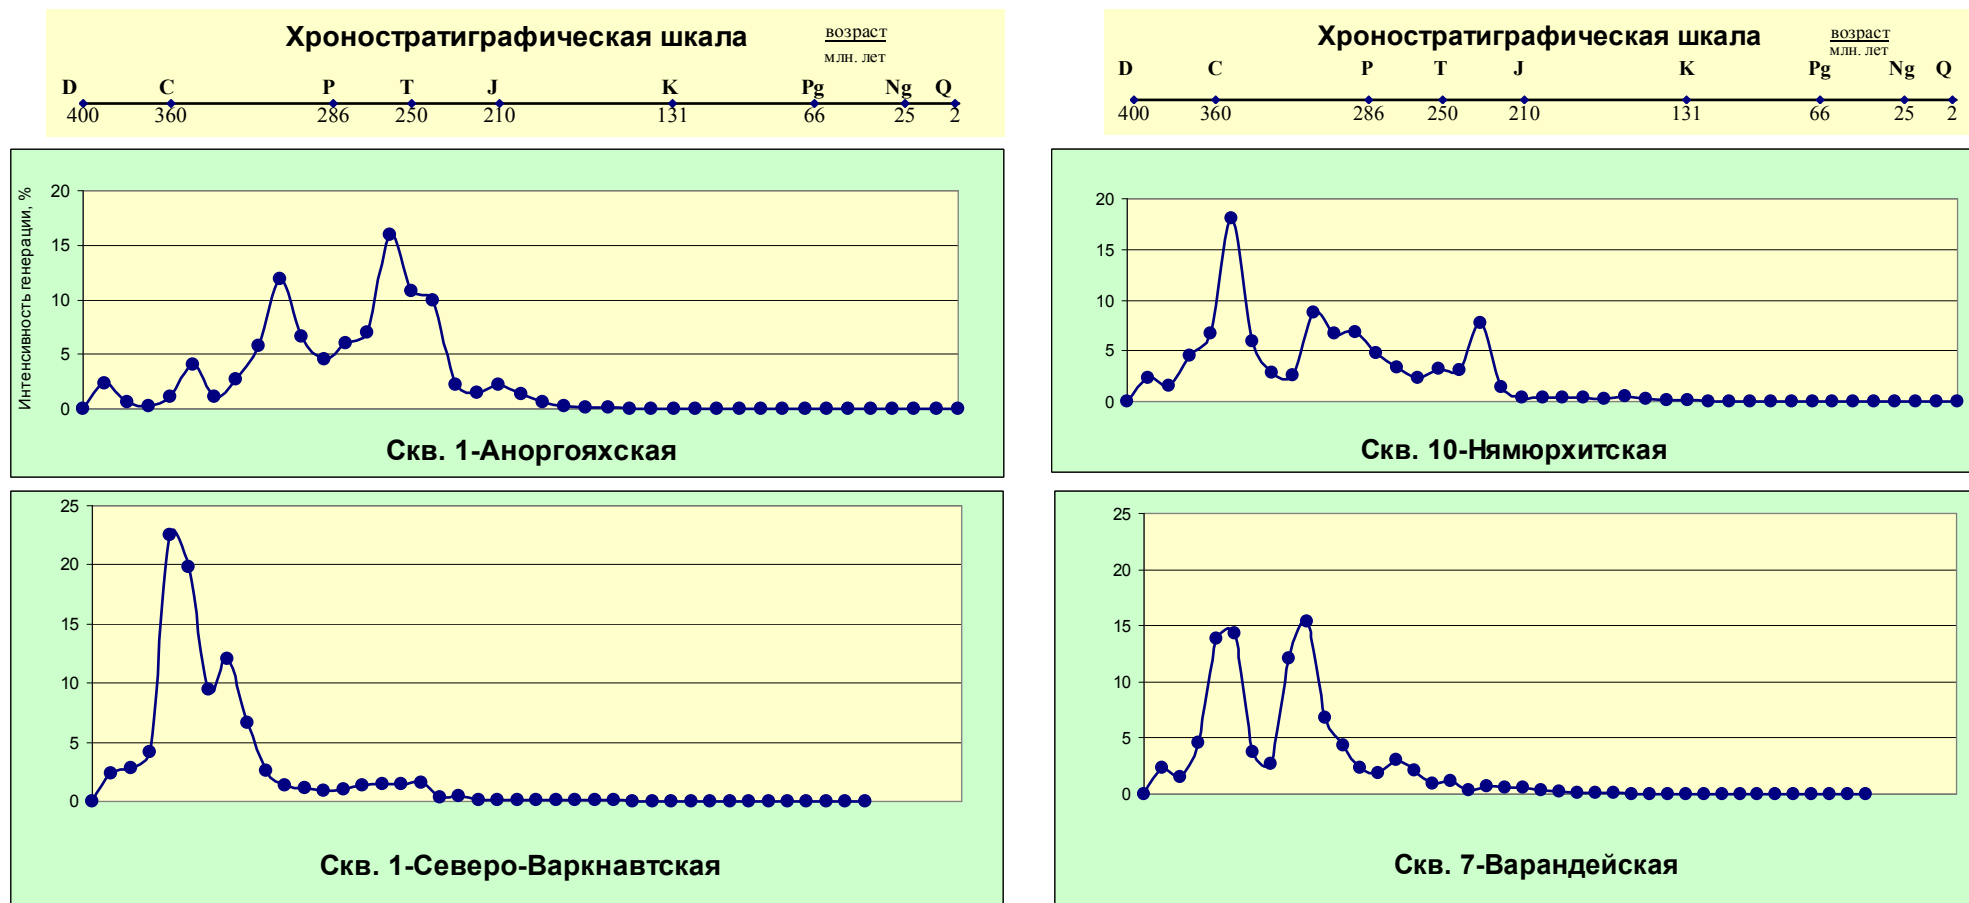 Хроностратиграфическая шкала
возраст
млн. лет
D C P T J K Pg Ng Q
400 360 286 250 210 131 66 25 2
Интенсивность генерации, %
20
15
10
5
0
Скв. 1-Аноргояхская
25
20
15
10
5
0
Скв. 1-Северо-Варкнавтская
Хроностратиграфическая шкала
возраст
млн. лет
D C P T J K Pg Ng Q
400 360 286 250 210 131 66 25 2
20
15
10
5
0
Скв. 10-Нямюрхитская
25
20
15
10
5
0
Скв. 7-Варандейская